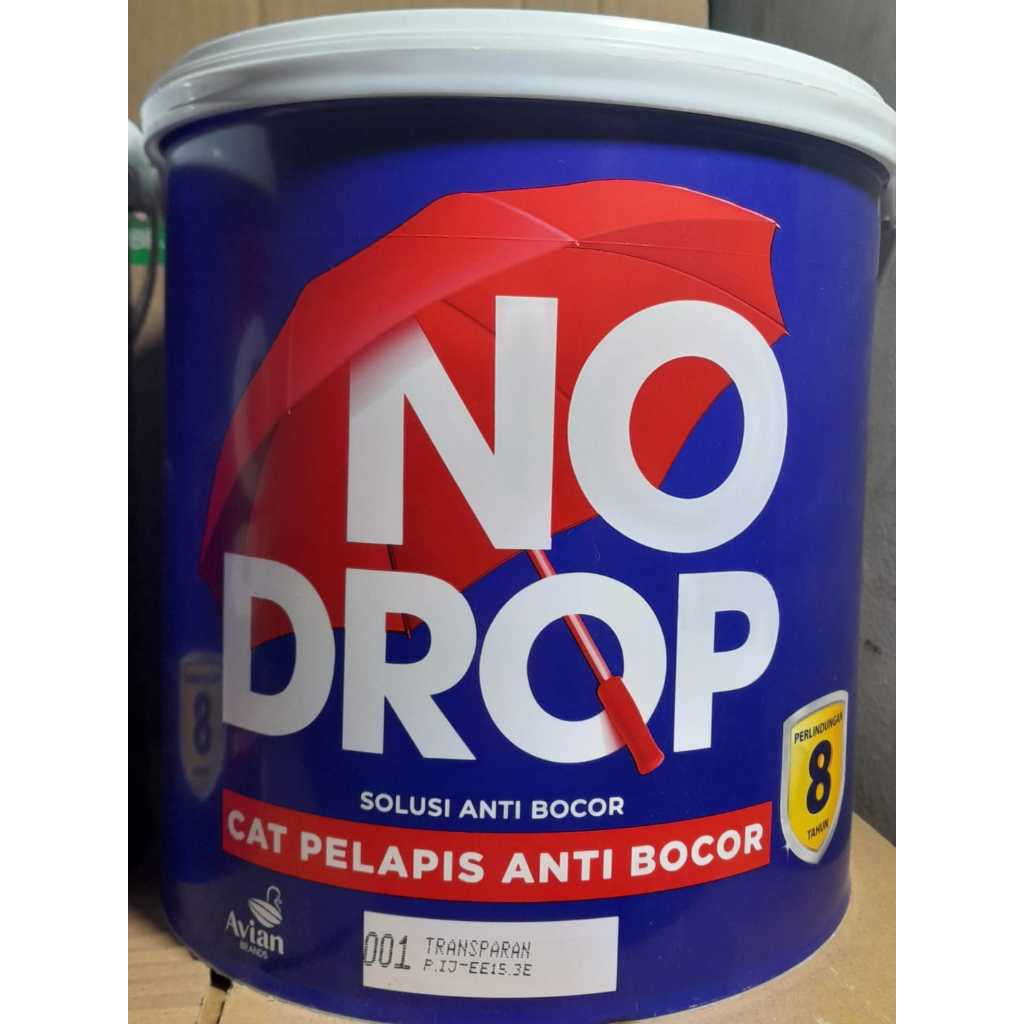 NO
DROP
SOLUSI ANTI BOCOR
CAT PELAPIS ANTI BOCOR
PERLINDUNGAN
8
TAHUN
8
Avian
BRANDS
001 TRANSPARAN
P.IJ-EE15.3E